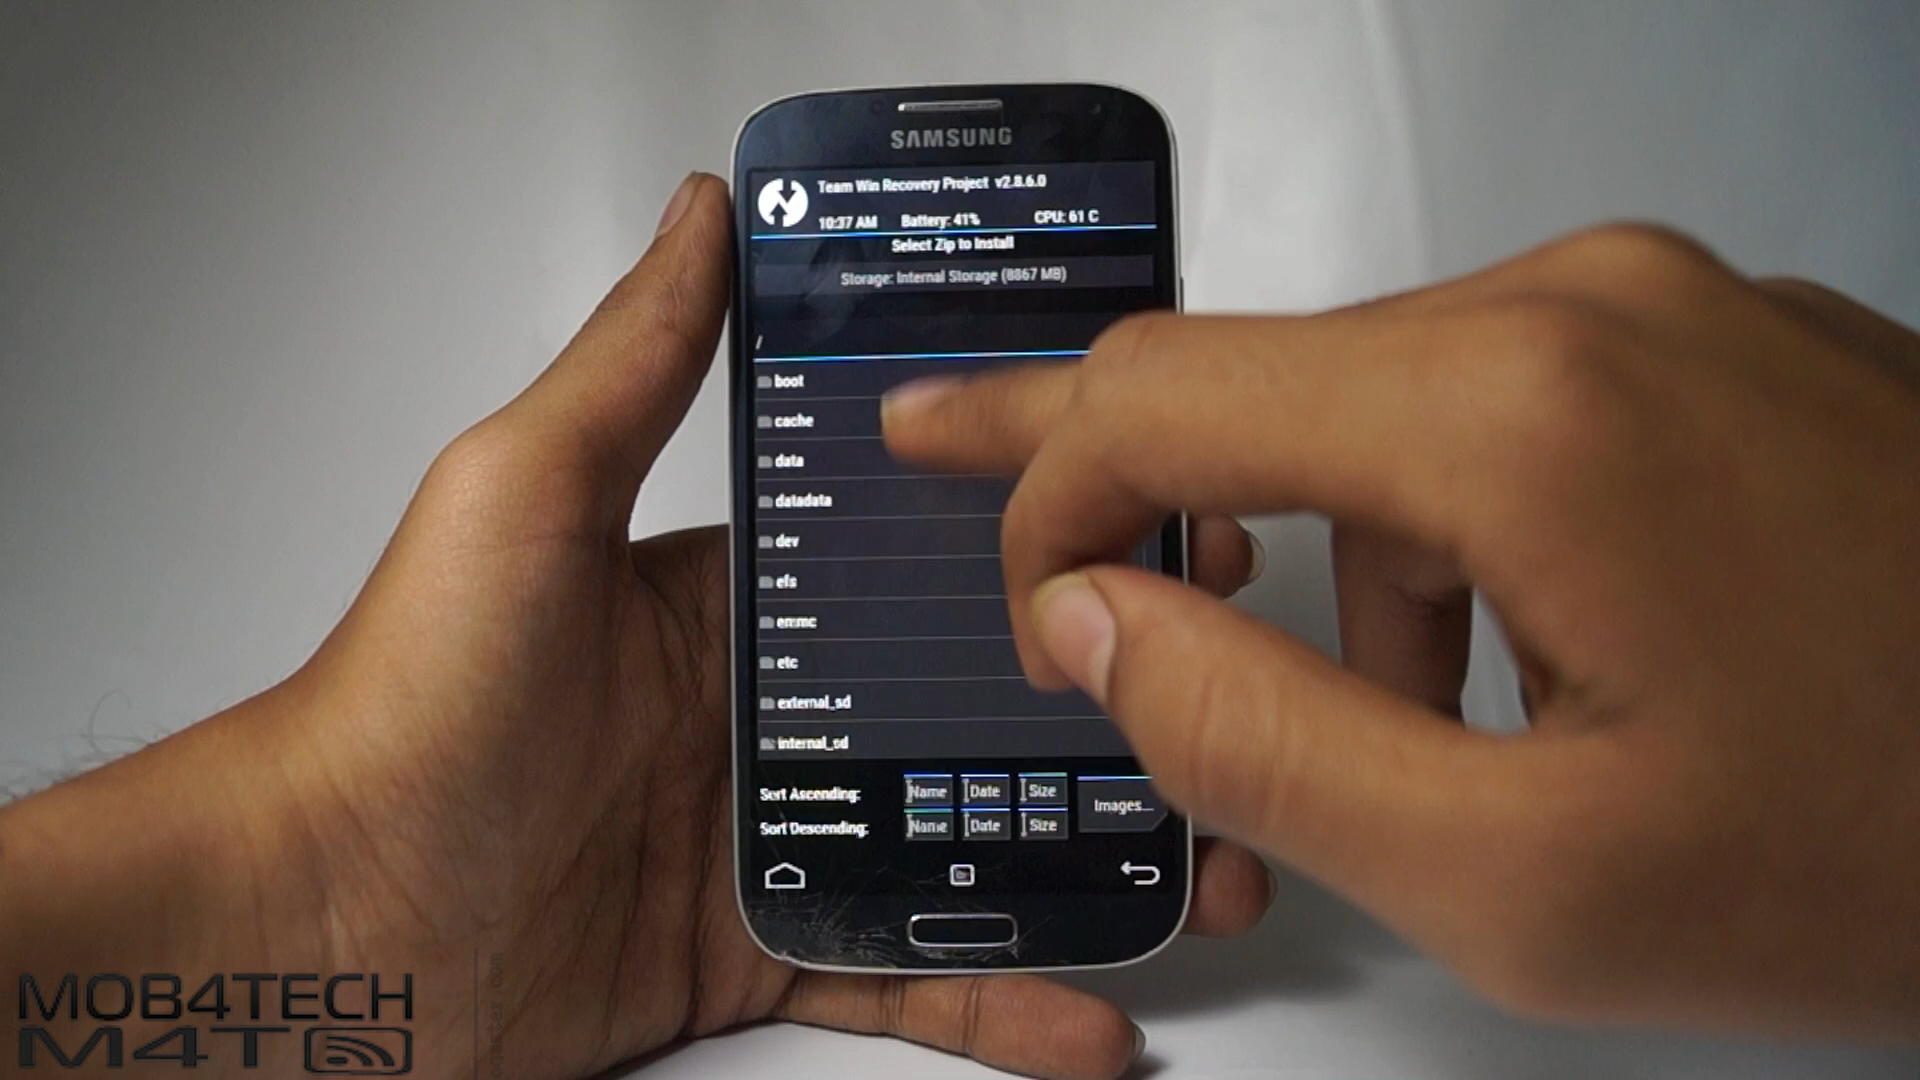 SAMSUNG
Team Win Recovery Project v2.8.6.0
10:37 AM Battery: 41% CPU: 61 C
Select Zip to Install
Storage: Internal Storage (8867 MB)
/
boot
cache
data
datadata
dev
efs
emmc
etc
external_sd
internal_sd
Sort Ascending: Name Date Size
Images...
Sort Descending: Name Date Size
MOB4TECH
M4T